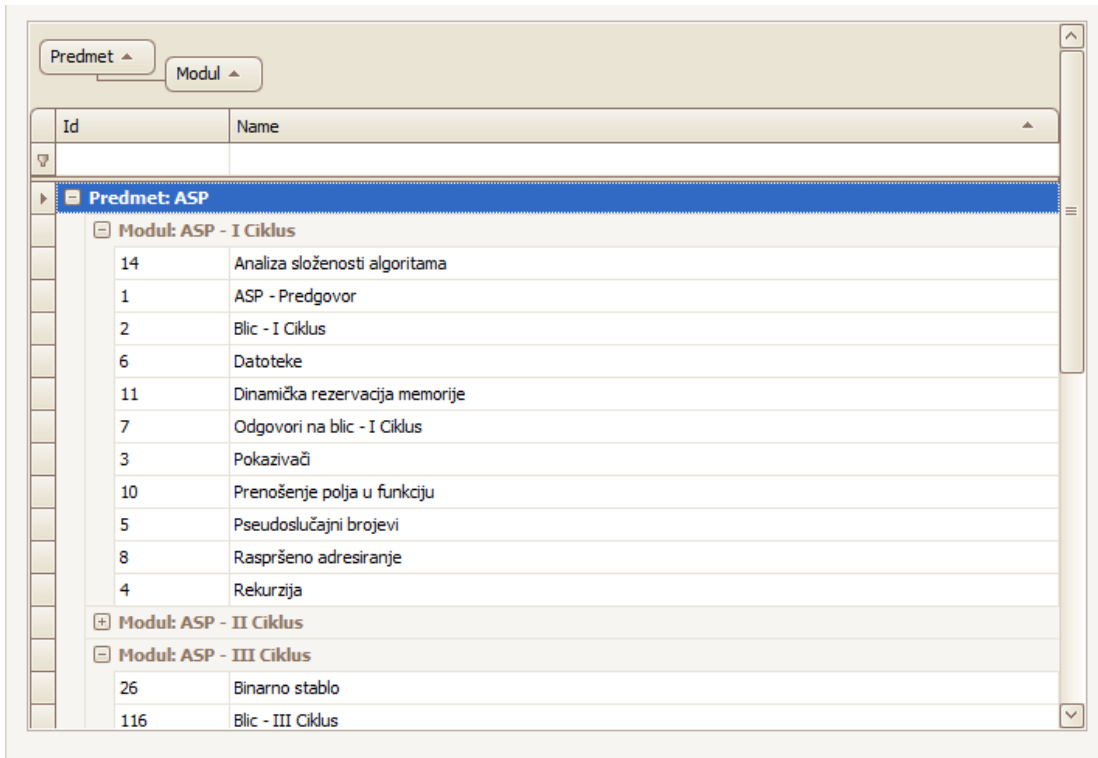 Predmet
Modul
Id Name
Predmet: ASP
Modul: ASP - I Ciklus
14 Analiza složenosti algoritama
1 ASP - Predgovor
2 Blic - I Ciklus
6 Datoteke
11 Dinamička rezervacija memorije
7 Odgovori na blic - I Ciklus
3 Pokazivači
10 Prenošenje polja u funkciju
5 Pseudoslučajni brojevi
8 Raspršeno adresiranje
4 Rekurzija
Modul: ASP - II Ciklus
Modul: ASP - III Ciklus
26 Binarno stablo
116 Blic - III Ciklus